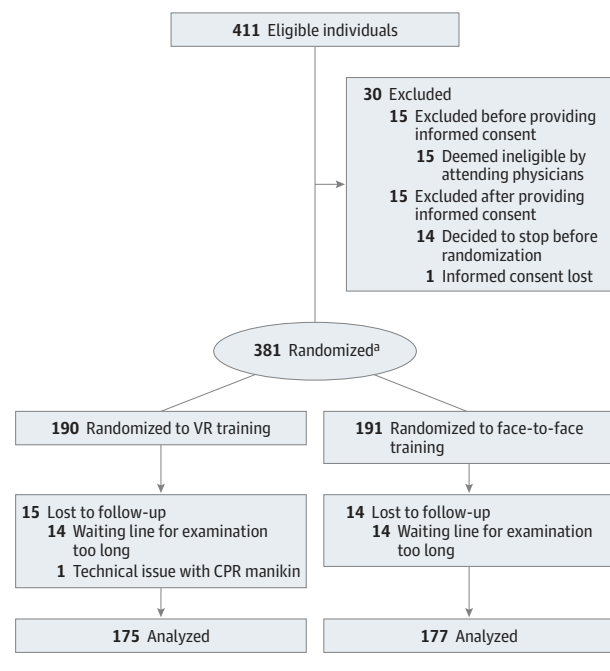 411 Eligible individuals
30 Excluded
15 Excluded before providing
informed consent
15 Deemed ineligible by
attending physicians
15 Excluded after providing
informed consent
14 Decided to stop before
randomization
1 Informed consent lost
381 Randomizedᵃ
190 Randomized to VR training
191 Randomized to face-to-face
training
15 Lost to follow-up
14 Waiting line for examination
too long
1 Technical issue with CPR manikin
14 Lost to follow-up
14 Waiting line for examination
too long
175 Analyzed
177 Analyzed